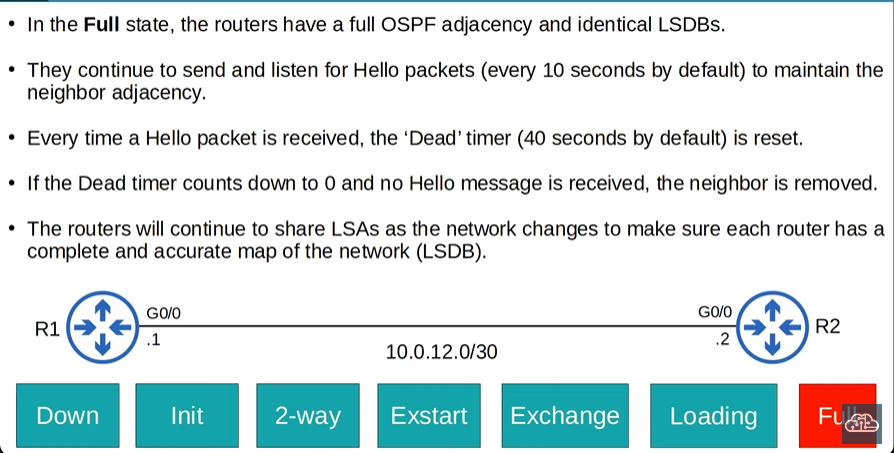 • In the Full state, the routers have a full OSPF adjacency and identical LSDBs.
• They continue to send and listen for Hello packets (every 10 seconds by default) to maintain the
neighbor adjacency.
• Every time a Hello packet is received, the ‘Dead’ timer (40 seconds by default) is reset.
• If the Dead timer counts down to 0 and no Hello message is received, the neighbor is removed.
• The routers will continue to share LSAs as the network changes to make sure each router has a
complete and accurate map of the network (LSDB).
R1
G0/0
.1
10.0.12.0/30
G0/0
.2
R2
Down
Init
2-way
Exstart
Exchange
Loading
Full